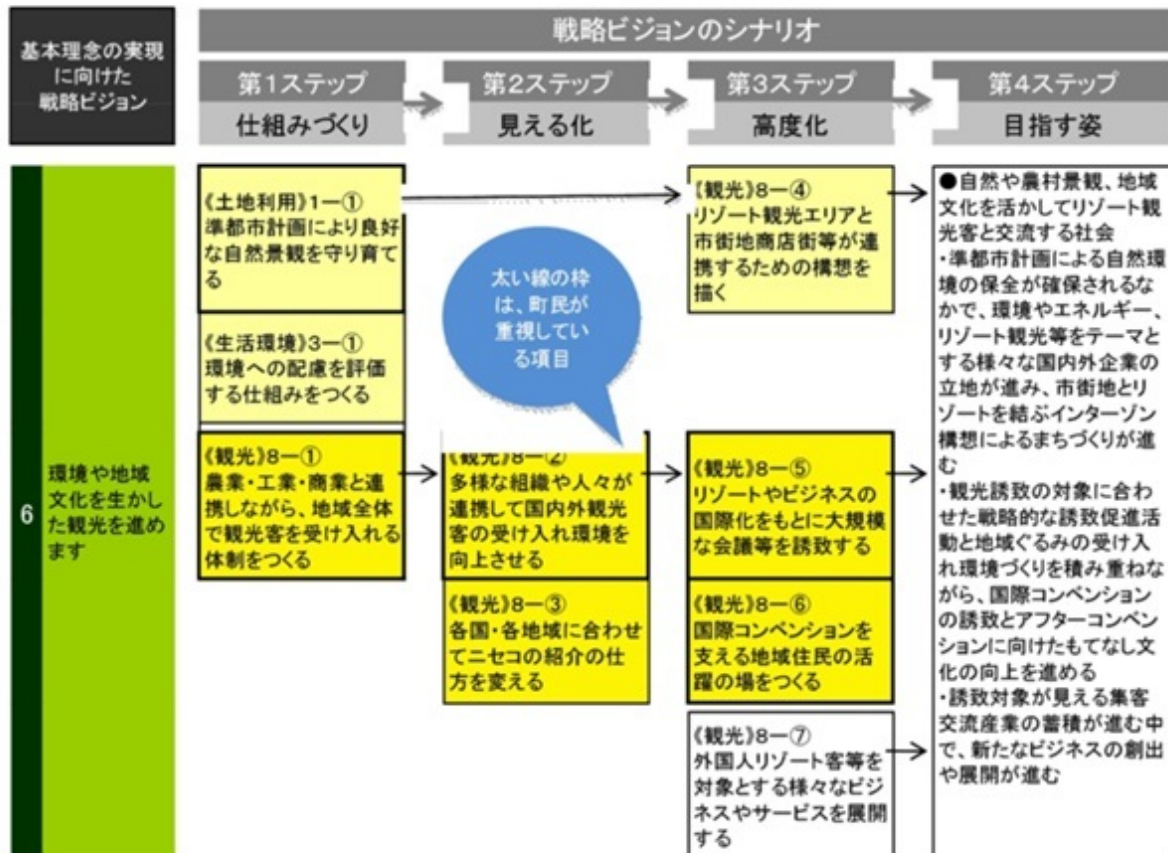 基本理念の実現
に向けた
戦略ビジョン
戦略ビジョンのシナリオ
第1ステップ
仕組みづくり
第2ステップ
見える化
第3ステップ
高度化
第4ステップ
目指す姿
6
環境や地域
文化を生かし
た観光を進め
ます
《土地利用》1ー①
準都市計画により良好
な自然景観を守り育て
る
《生活環境》3ー①
環境への配慮を評価
する仕組みをつくる
《観光》8ー①
農業・工業・商業と連
携しながら、地域全体
で観光客を受け入れる
体制をつくる
太い線の枠
は、町民が
重視してい
る項目
《観光》8ー②
多様な組織や人々が
連携して国内外観光
客の受け入れ環境を
向上させる
《観光》8ー③
各国・各地域に合わせ
てニセコの紹介の仕
方を変える
《観光》8ー④
リゾート観光エリアと
市街地商店街等が連
携するための構想を
描く
《観光》8ー⑤
リゾートやビジネスの
国際化をもとに大規模
な会議等を誘致する
《観光》8ー⑥
国際コンベンションを
支える地域住民の活
躍の場をつくる
《観光》8ー⑦
外国人リゾート客等を
対象とする様々なビジ
ネスやサービスを展開
する
●自然や農村景観、地域
文化を活かしてリゾート観
光客と交流する社会
・準都市計画による自然環
境の保全が確保されるな
かで、環境やエネルギー、
リゾート観光等をテーマと
する様々な国内外企業の
立地が進み、市街地とリ
ゾートを結ぶインターゾン
構想によるまちづくりが進
む
・観光誘致の対象に合わ
せた戦略的な誘致促進活
動と地域ぐるみの受け入
れ環境づくりを積み重ねな
がら、国際コンベンション
の誘致とアフターコンベン
ションに向けたもてなし文
化の向上を進める
・誘致対象が見える集客
交流産業の蓄積が進む中
で、新たなビジネスの創出
や展開が進む